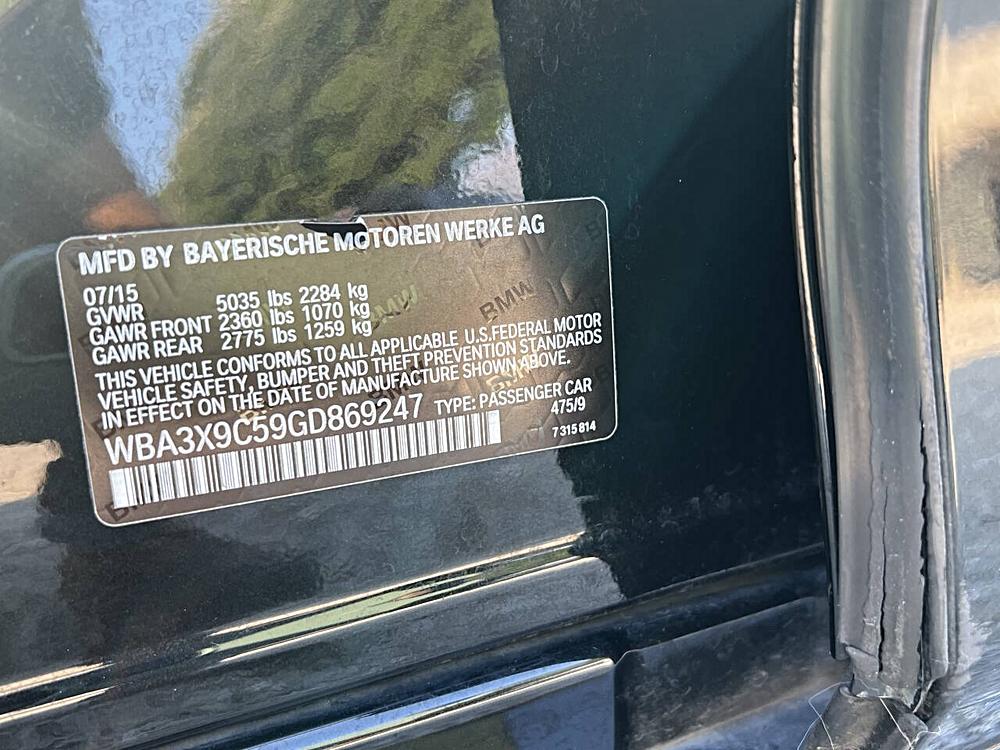 MFD BY BAYERISCHE MOTOREN WERKE AG
07/15
GVWR 5035 lbs 2284 kg
GAWR FRONT 2360 lbs 1070 kg
GAWR REAR 2775 lbs 1259 kg
THIS VEHICLE CONFORMS TO ALL APPLICABLE U.S.FEDERAL MOTOR
VEHICLE SAFETY, BUMPER AND THEFT PREVENTION STANDARDS
IN EFFECT ON THE DATE OF MANUFACTURE SHOWN ABOVE.
WBA3X9C59GD869247 TYPE: PASSENGER CAR
475/9
7 315 814
BMW
BMW